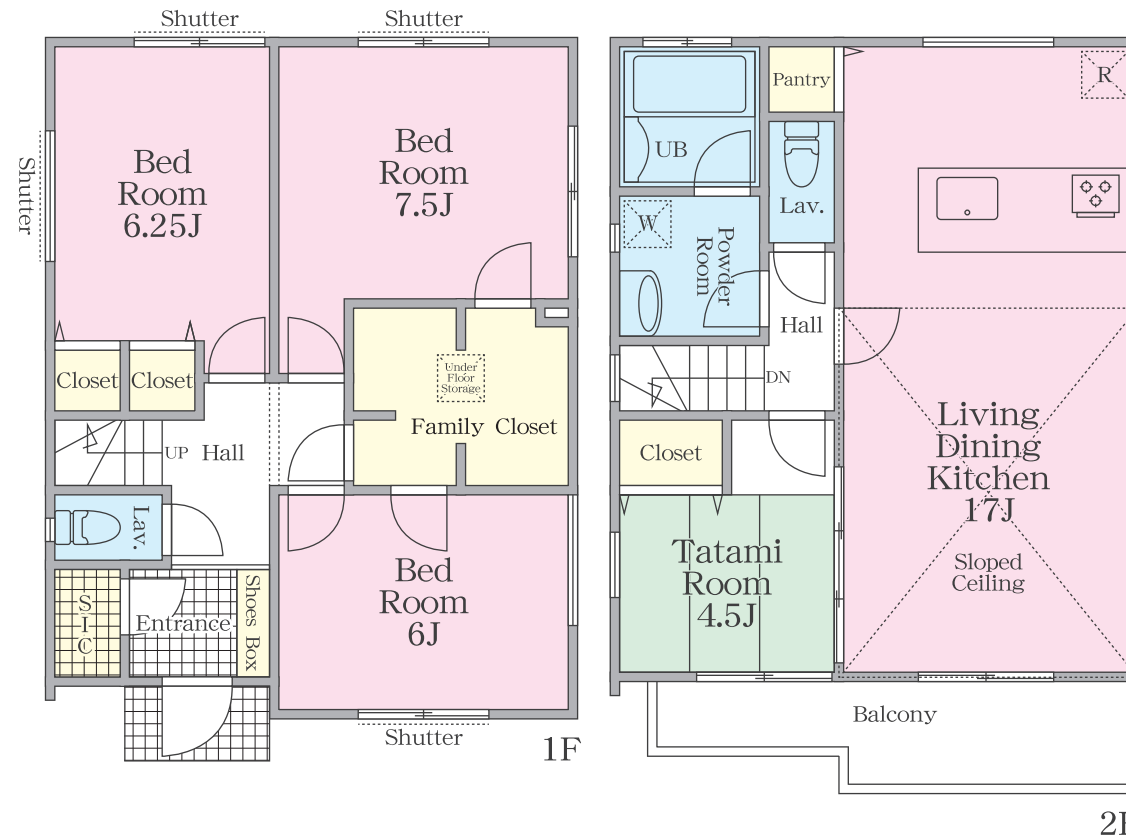 Shutter
Shutter
Shutter
Bed
Room
6.25J
Bed
Room
7.5J
Closet
Closet
Under
Floor
Storage
Family Closet
UP
Hall
Lav.
SIC
Entrance
Shoes Box
Bed
Room
6J
Shutter
1F
Pantry
R
UB
Lav.
W
Powder
Room
Hall
DN
Closet
Living
Dining
Kitchen
17J
Sloped
Ceiling
Tatami
Room
4.5J
Balcony
2F